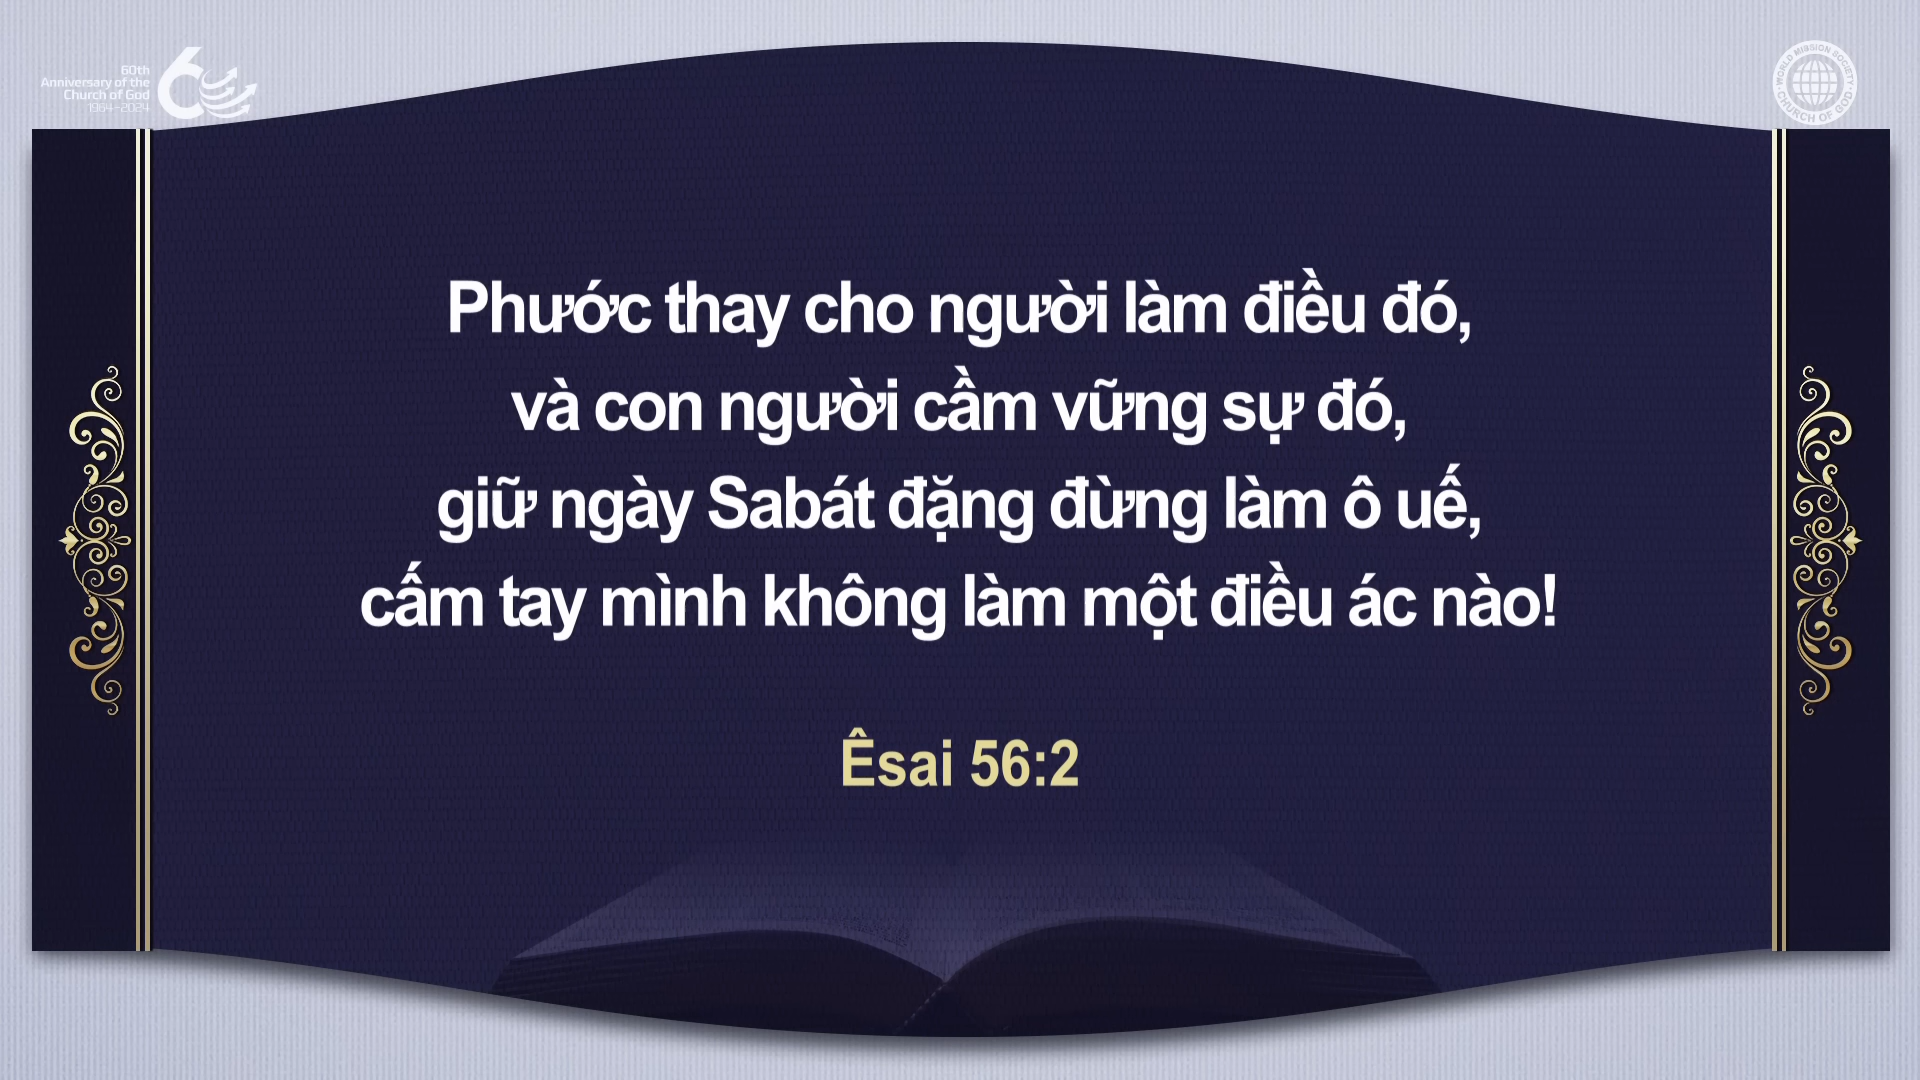 60th
Anniversary of the
Church of God
1964-2024
60
WORLD MISSION SOCIETY
CHURCH OF GOD
Phước thay cho người làm điều đó,
và con người cầm vững sự đó,
giữ ngày Sabát đặng đừng làm ô uế,
cấm tay mình không làm một điều ác nào!
Êsai 56:2